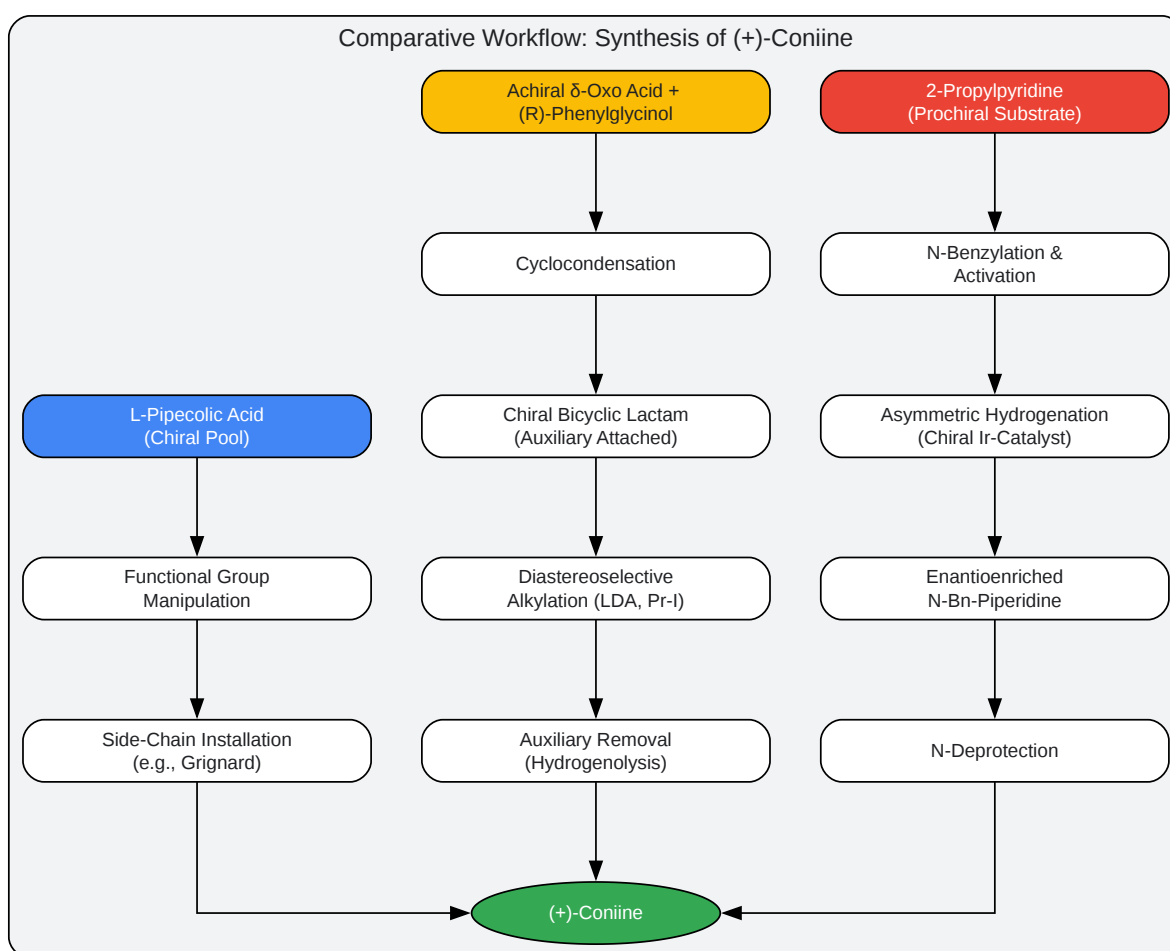 Comparative Workflow: Synthesis of (+)-Coniine
Achiral δ-Oxo Acid +
(R)-Phenylglycinol
2-Propylpyridine
(Prochiral Substrate)
Cyclocondensation
N-Benzylation &
Activation
L-Pipecolic Acid
(Chiral Pool)
Chiral Bicyclic Lactam
(Auxiliary Attached)
Asymmetric Hydrogenation
(Chiral Ir-Catalyst)
Functional Group
Manipulation
Diastereoselective
Alkylation (LDA, Pr-I)
Enantioenriched
N-Bn-Piperidine
Side-Chain Installation
(e.g., Grignard)
Auxiliary Removal
(Hydrogenolysis)
N-Deprotection
(+)-Coniine